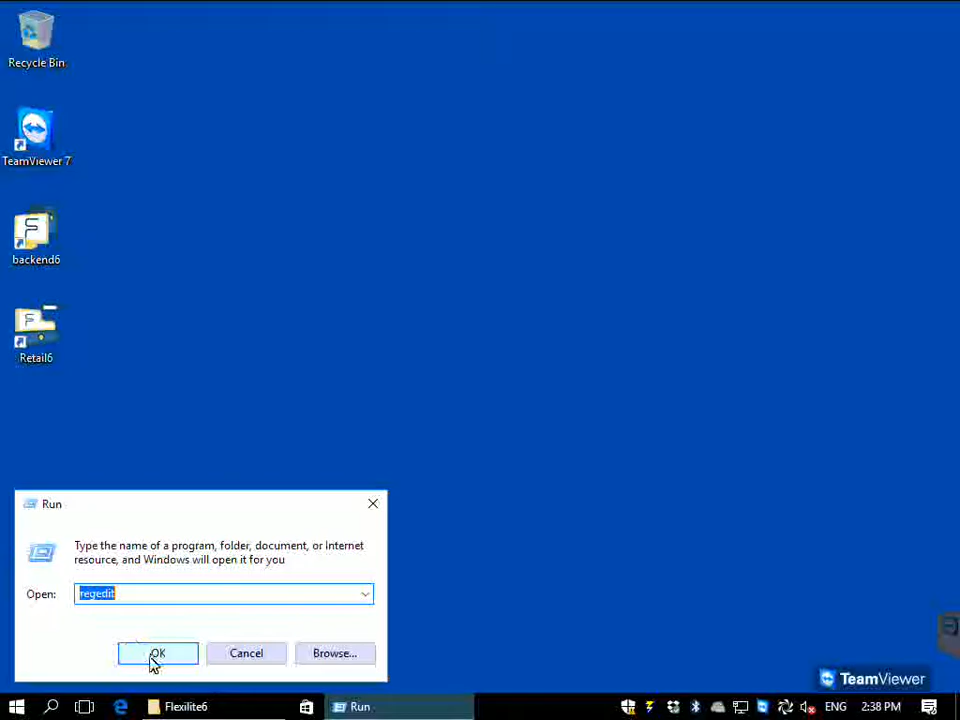 Recycle Bin
TeamViewer 7
backend6
Retail6
Run
Type the name of a program, folder, document, or Internet
resource, and Windows will open it for you
Open: regedit
OK Cancel Browse...
TeamViewer
Flexilite6 Run ENG 2:38 PM